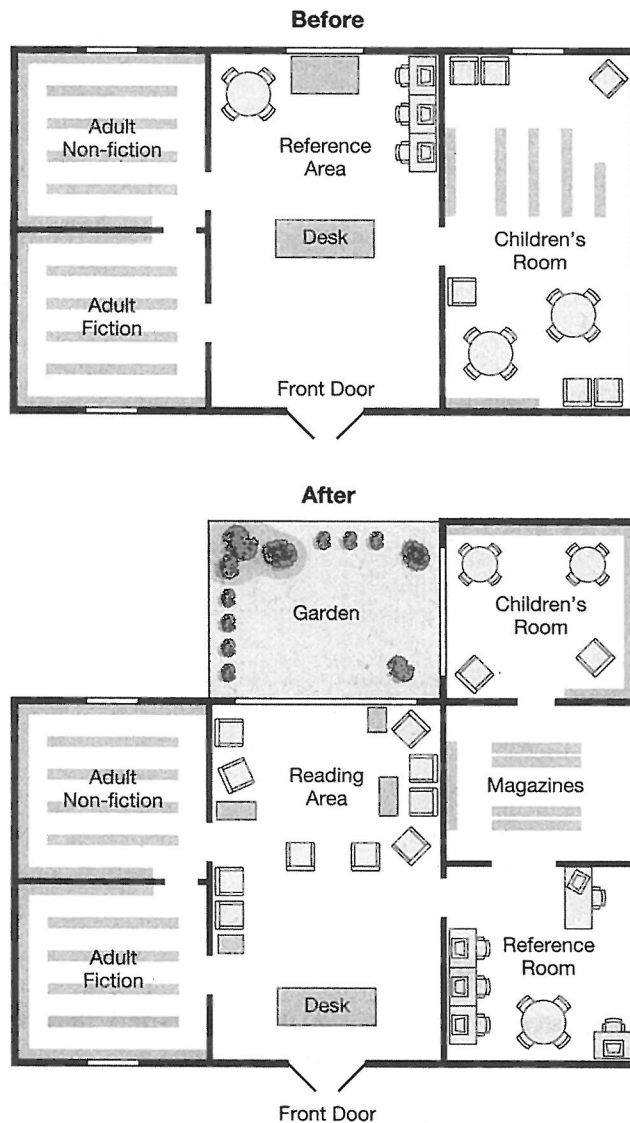 Before
Adult
Non-fiction
Reference
Area
Desk
Children's
Room
Adult
Fiction
Front Door
After
Garden
Children's
Room
Adult
Non-fiction
Reading
Area
Magazines
Adult
Fiction
Reference
Room
Desk
Front Door